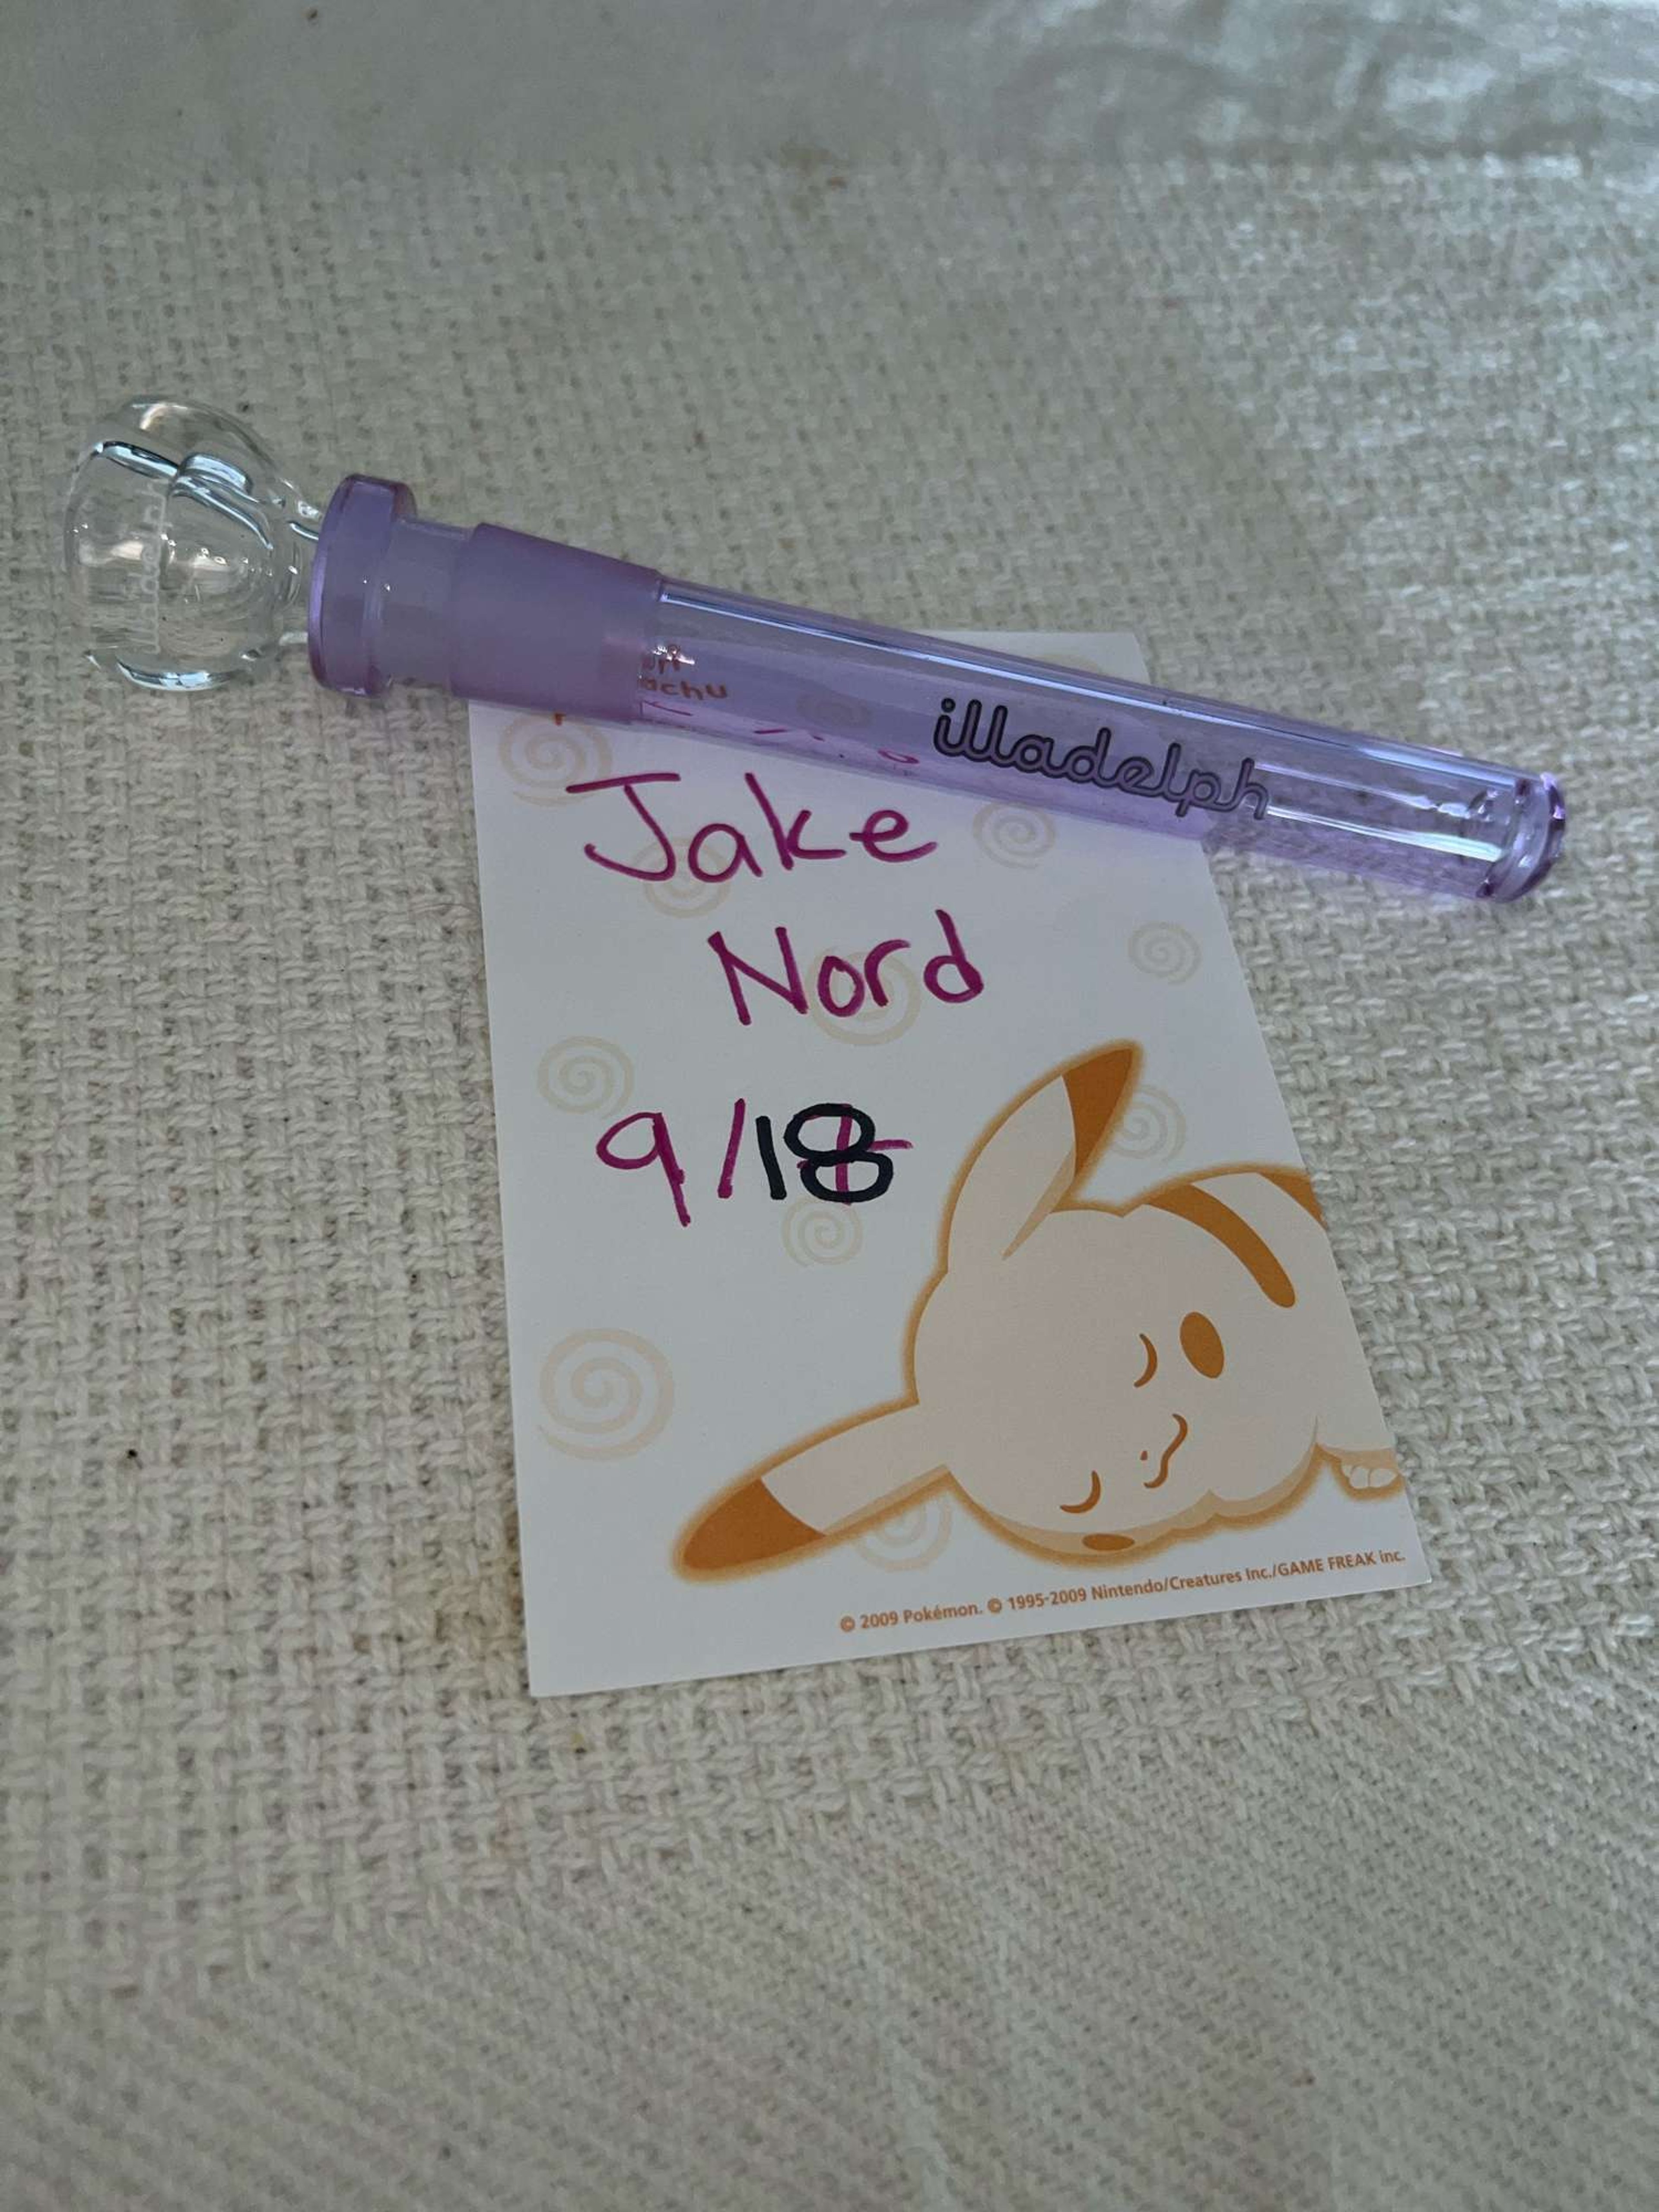 illadelph
Jake
Nord
9/18
© 2009 Pokémon. © 1995-2009 Nintendo/Creatures Inc./GAME FREAK inc.